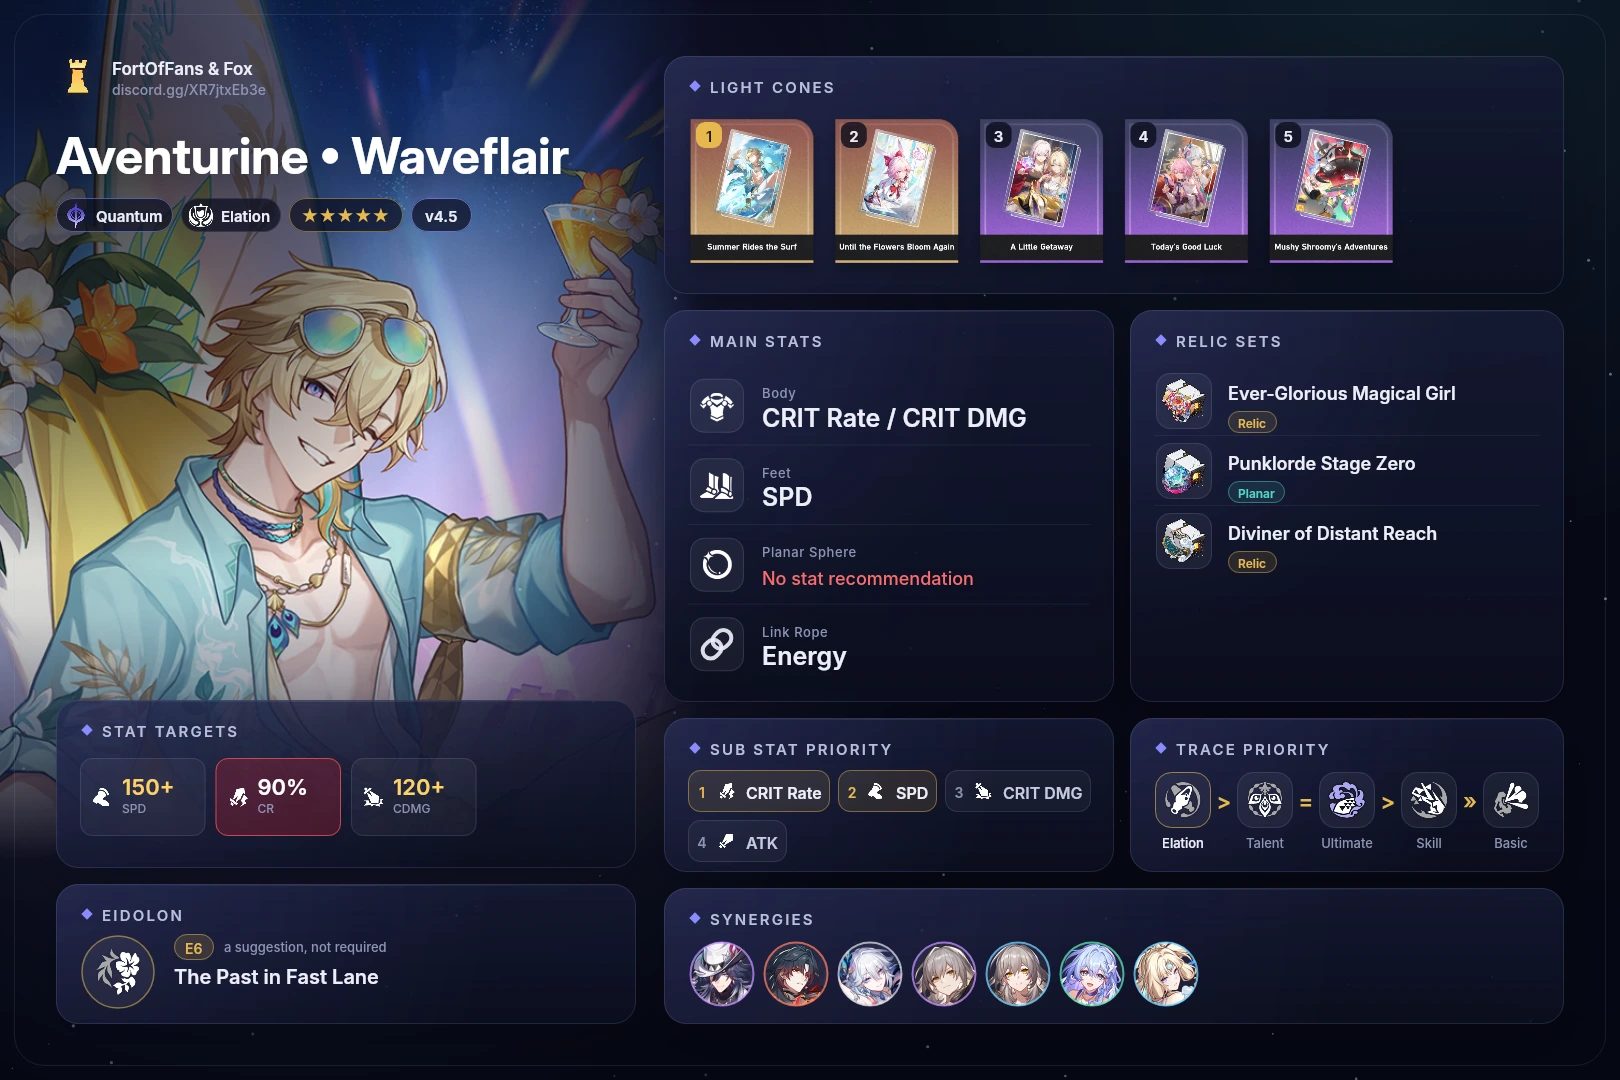 FortOfFans & Fox
discord.gg/XR7jtxEb3e
Aventurine • Waveflair
Quantum
Elation
★★★★★
v4.5
LIGHT CONES
1
2
3
4
5
Summer Rides the Surf
Until the Flowers Bloom Again
A Little Getaway
Today's Good Luck
Mushy Shroomy's Adventures
MAIN STATS
Body
CRIT Rate / CRIT DMG
Feet
SPD
Planar Sphere
No stat recommendation
Link Rope
Energy
RELIC SETS
Ever-Glorious Magical Girl
Relic
Punklorde Stage Zero
Planar
Diviner of Distant Reach
Relic
STAT TARGETS
150+
SPD
90%
CR
120+
CDMG
SUB STAT PRIORITY
1 CRIT Rate
2 SPD
3 CRIT DMG
4 ATK
TRACE PRIORITY
> = > »
Elation
Talent
Ultimate
Skill
Basic
EIDOLON
E6 a suggestion, not required
The Past in Fast Lane
SYNERGIES